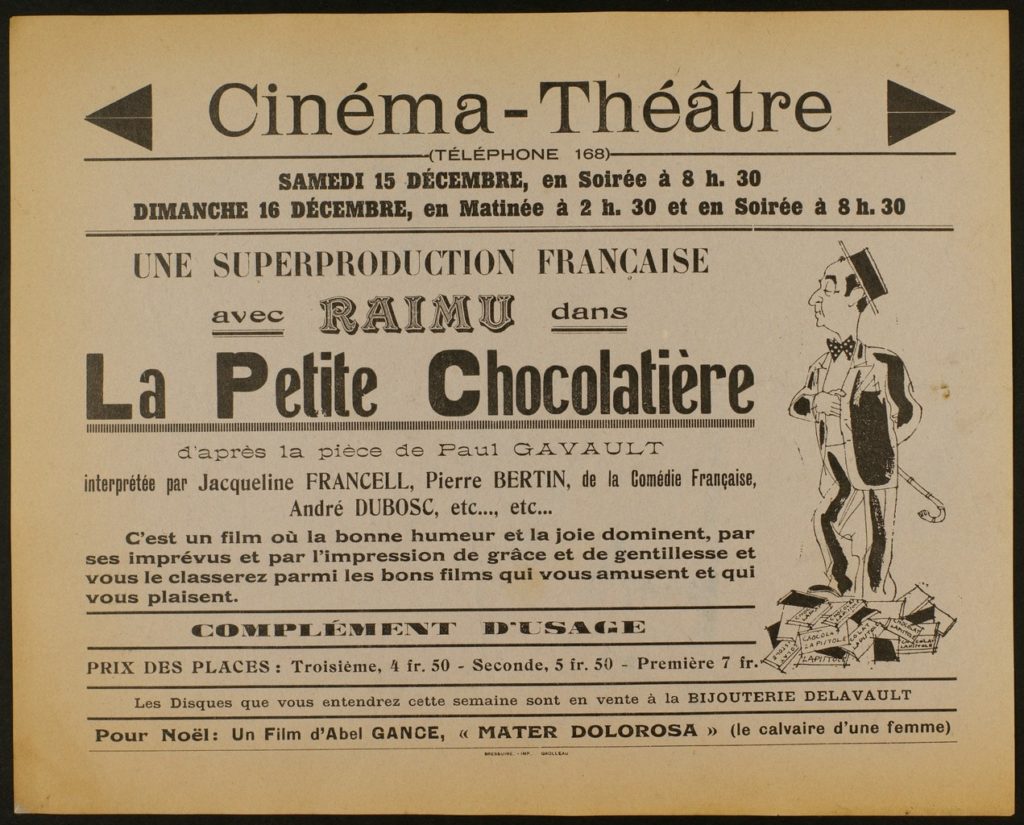 Cinéma-Théâtre
(TÉLÉPHONE 168)
SAMEDI 15 DÉCEMBRE, en Soirée à 8 h. 30
DIMANCHE 16 DÉCEMBRE, en Matinée à 2 h. 30 et en Soirée à 8 h. 30
UNE SUPERPRODUCTION FRANÇAISE
avec RAIMU dans
La Petite Chocolatière
d'après la pièce de Paul GAVAULT
interprétée par Jacqueline FRANCELL, Pierre BERTIN, de la Comédie Française,
André DUBOSC, etc..., etc...
C'est un film où la bonne humeur et la joie dominent, par
ses imprévus et par l'impression de grâce et de gentillesse et
vous le classerez parmi les bons films qui vous amusent et qui
vous plaisent.
CHOCOLAT
LA PISTOLE
COMPLÉMENT D'USAGE
PRIX DES PLACES : Troisième, 4 fr. 50 - Seconde, 5 fr. 50 - Première 7 fr.
Les Disques que vous entendrez cette semaine sont en vente à la BIJOUTERIE DELAVAULT
Pour Noël : Un Film d'Abel GANCE, « MATER DOLOROSA » (le calvaire d'une femme)
BRESSUIRE. - IMP. GROLLEAU